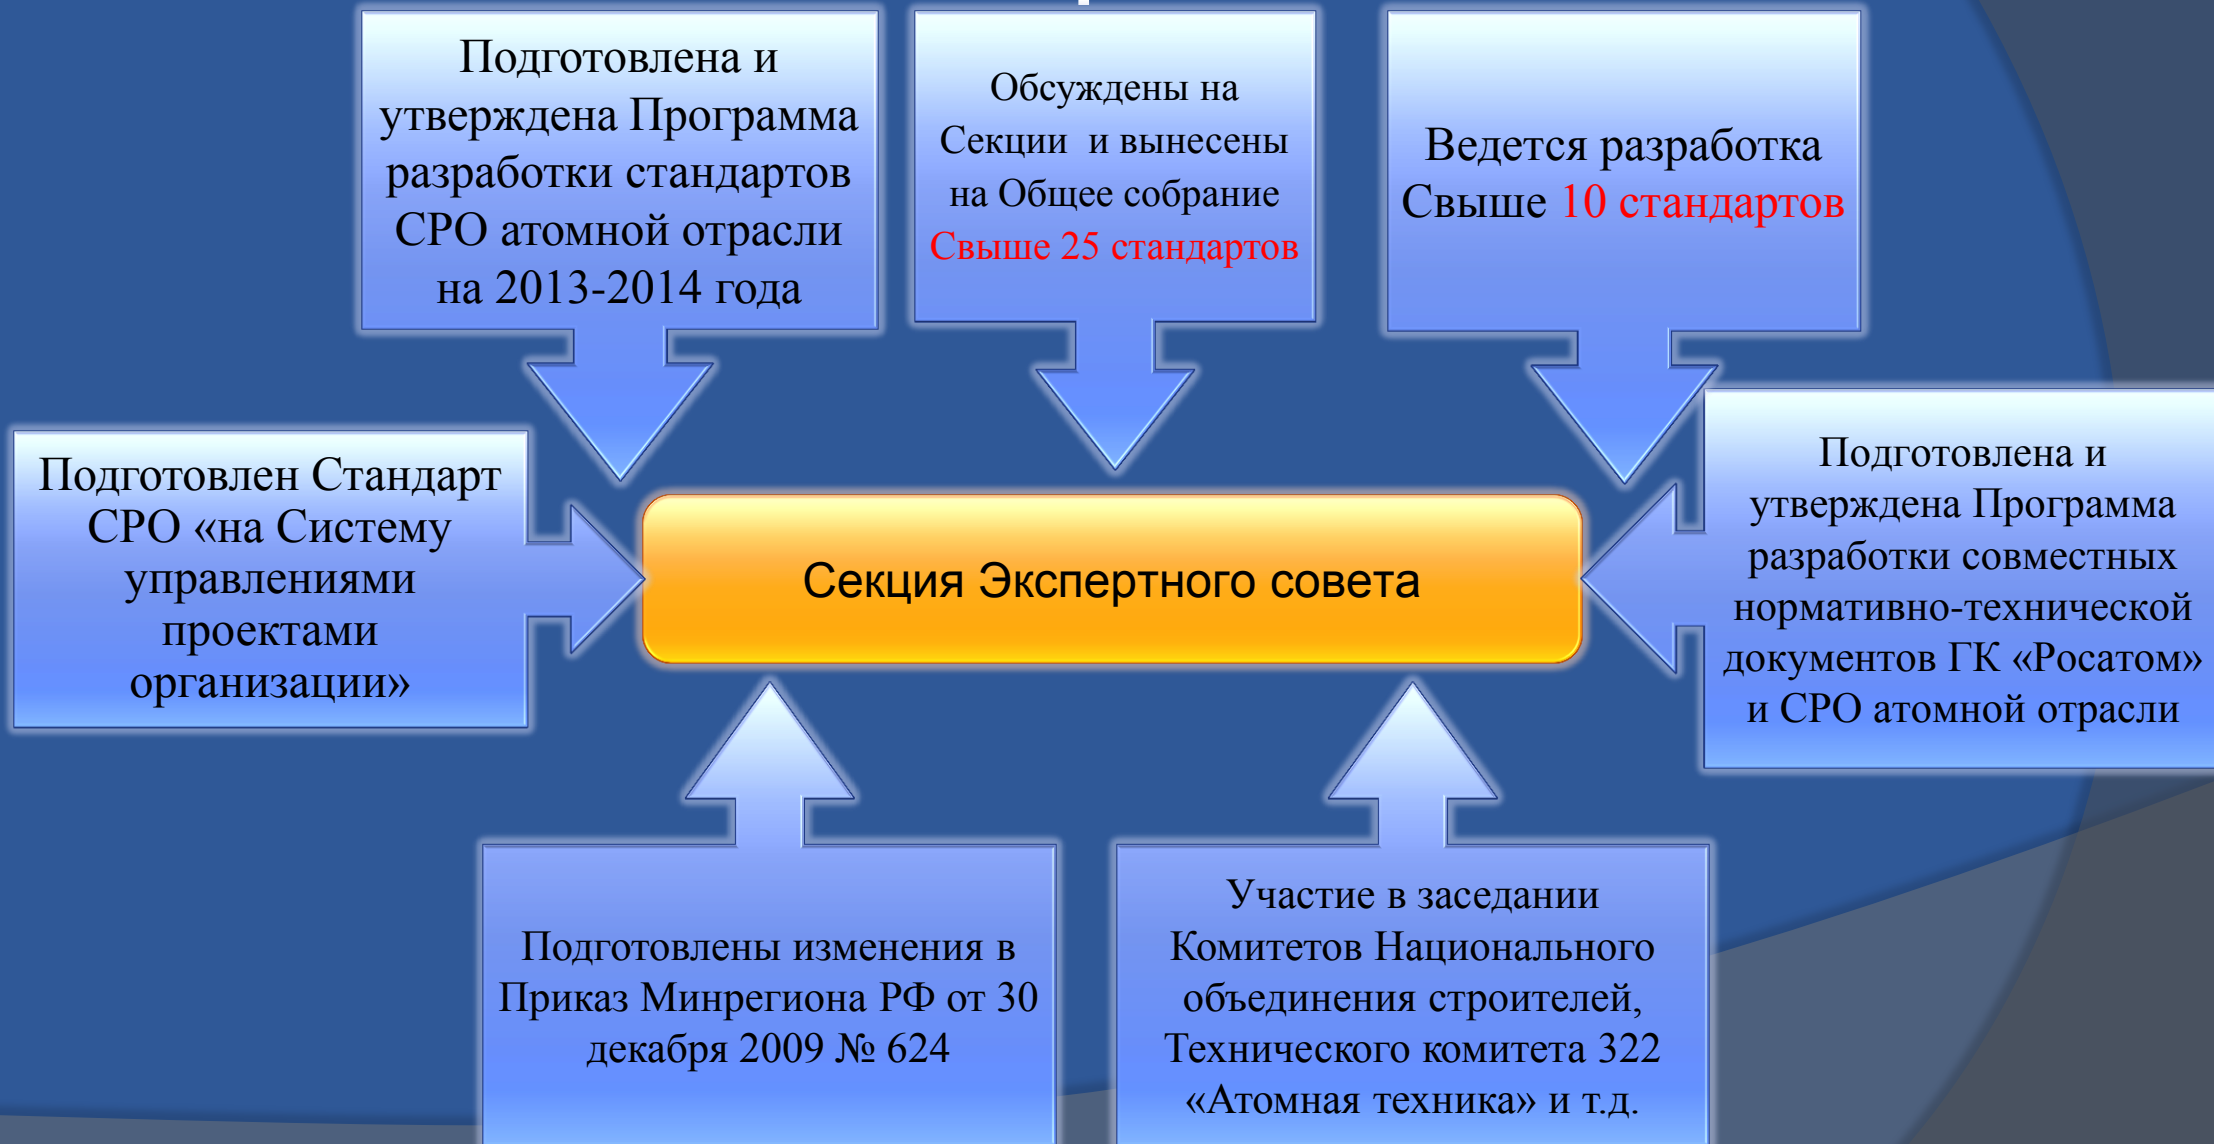 Подготовлена и
утверждена Программа
разработки стандартов
СРО атомной отрасли
на 2013-2014 года
Обсуждены на
Секции и вынесены
на Общее собрание
Свыше 25 стандартов
Ведется разработка
Свыше 10 стандартов
Подготовлен Стандарт
СРО «на Систему
управлениями
проектами
организации»
Секция Экспертного совета
Подготовлена и
утверждена Программа
разработки совместных
нормативно-технической
документов ГК «Росатом»
и СРО атомной отрасли
Подготовлены изменения в
Приказ Минрегиона РФ от 30
декабря 2009 № 624
Участие в заседании
Комитетов Национального
объединения строителей,
Технического комитета 322
«Атомная техника» и т.д.